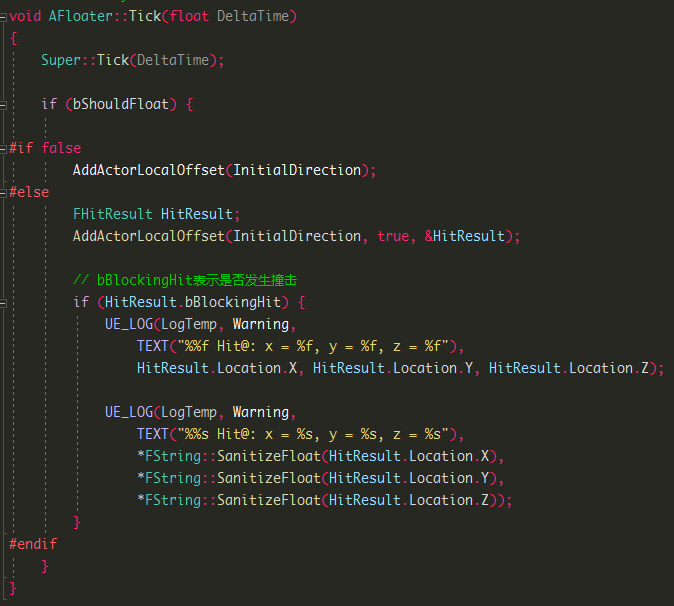 void AFloater::Tick(float DeltaTime)
{
Super::Tick(DeltaTime);
if (bShouldFloat) {
#if false
AddActorLocalOffset(InitialDirection);
#else
FHitResult HitResult;
AddActorLocalOffset(InitialDirection, true, &HitResult);
// bBlockingHit表示是否发生撞击
if (HitResult.bBlockingHit) {
UE_LOG(LogTemp, Warning,
TEXT("%%f Hit@: x = %f, y = %f, z = %f"),
HitResult.Location.X, HitResult.Location.Y, HitResult.Location.Z);
UE_LOG(LogTemp, Warning,
TEXT("%%s Hit@: x = %s, y = %s, z = %s"),
*FString::SanitizeFloat(HitResult.Location.X),
*FString::SanitizeFloat(HitResult.Location.Y),
*FString::SanitizeFloat(HitResult.Location.Z));
}
#endif
}
}